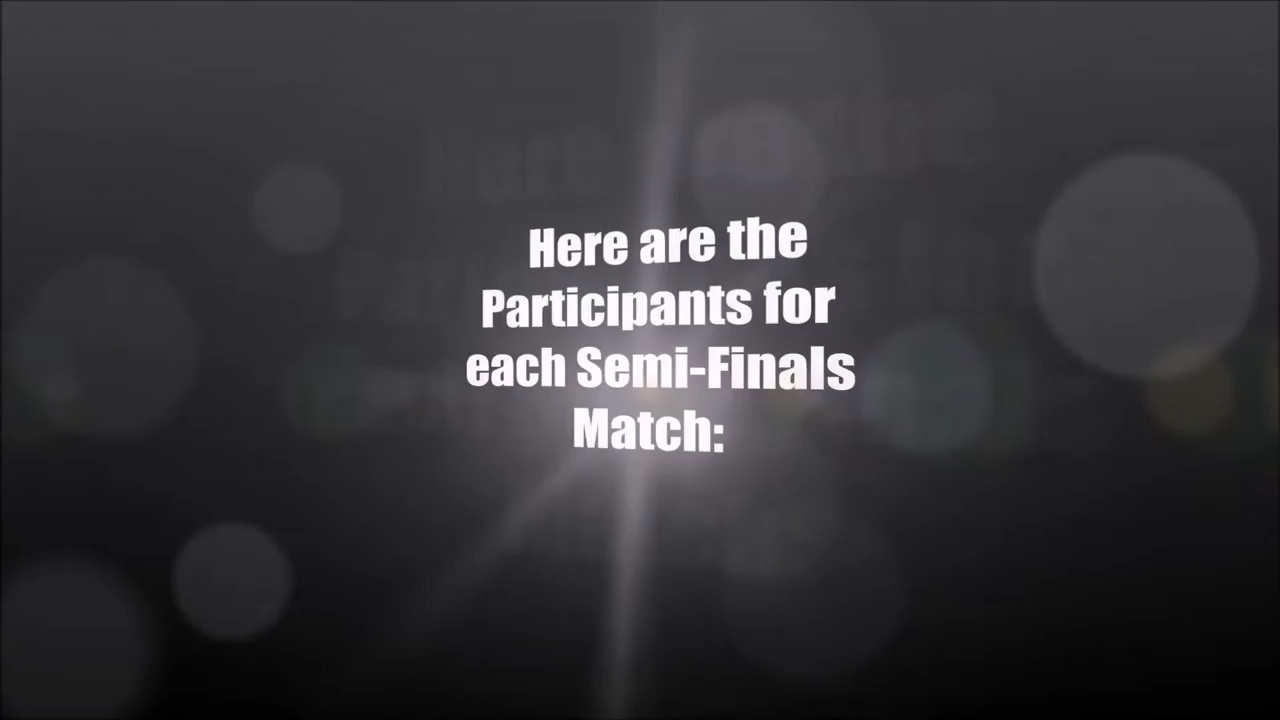 Here are the
Participants for
each Semi-Finals
Match: